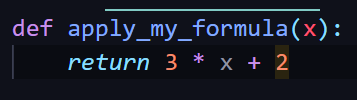 def apply_my_formula(x):
    return 3 * x + 2